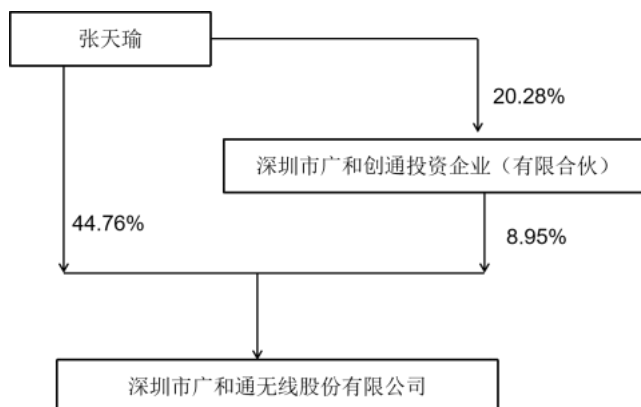 张天瑜
20.28%
深圳市广和创通投资企业（有限合伙）
44.76%
8.95%
深圳市广和通无线股份有限公司